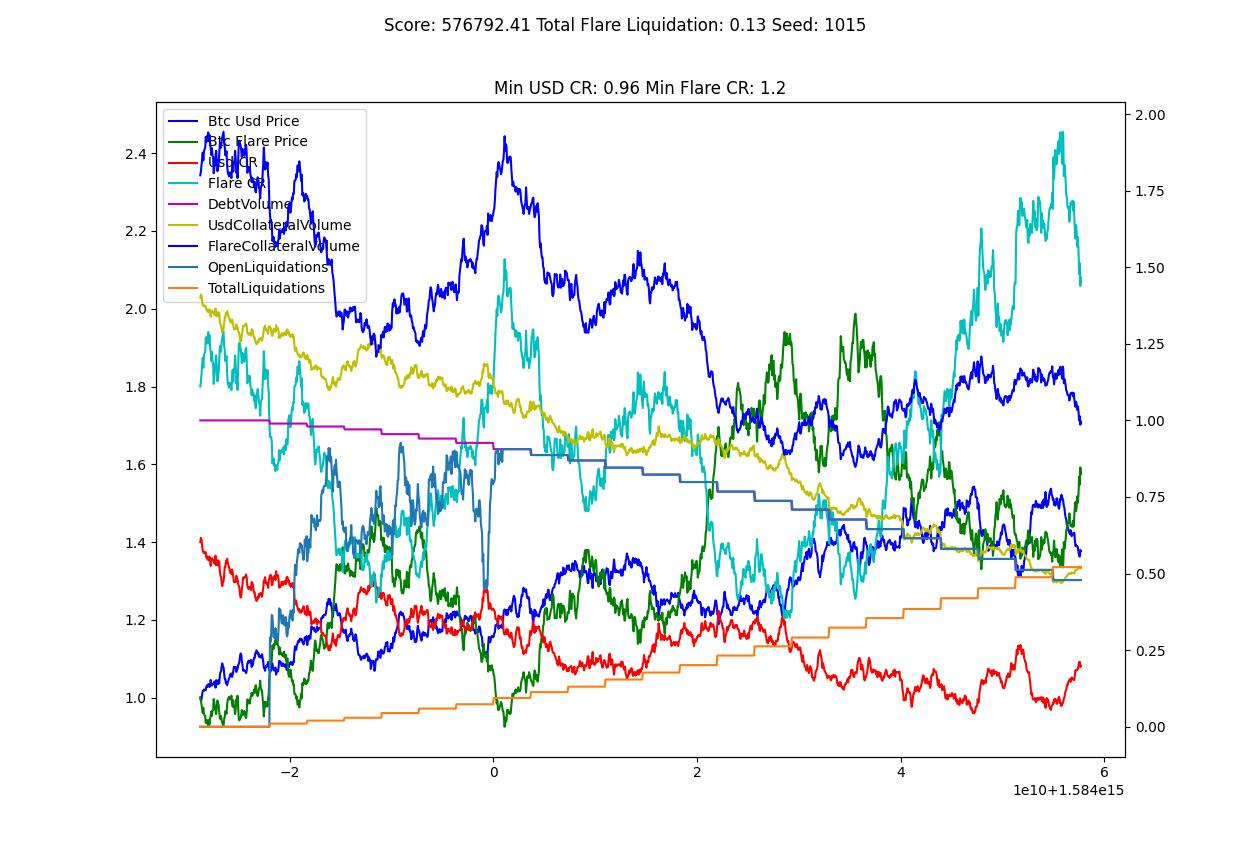 Score: 576792.41 Total Flare Liquidation: 0.13 Seed: 1015
Min USD CR: 0.96 Min Flare CR: 1.2
Btc Usd Price
Btc Flare Price
Usd CR
Flare CR
DebtVolume
UsdCollateralVolume
FlareCollateralVolume
OpenLiquidations
TotalLiquidations
2.4
2.2
2.0
1.8
1.6
1.4
1.2
1.0
2.00
1.75
1.50
1.25
1.00
0.75
0.50
0.25
0.00
−2 0 2 4 6
1e10+1.584e15